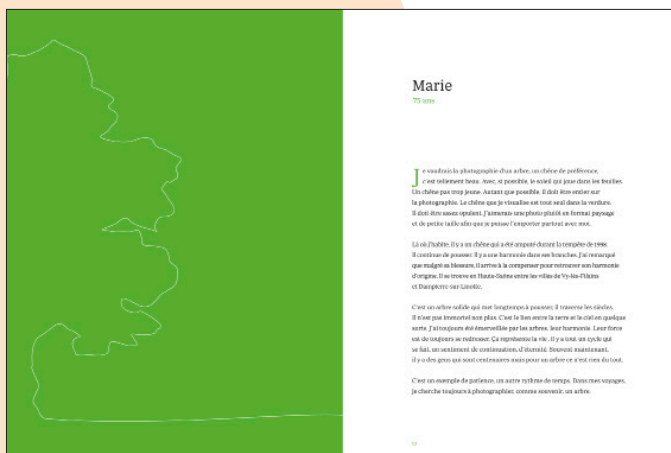 Marie
75 ans
Je voudrais la photographie d'un arbre, un chêne de préférence,
c'est tellement beau. Avec, si possible, le soleil qui joue dans les feuilles.
Un chêne pas trop jeune. Autant que possible, il doit être entier sur
la photographie. Le chêne que je visualise est tout seul dans la verdure.
Il doit être assez opulent. J'aimerais une photo plutôt en format paysage
et de petite taille afin que je puisse l'emporter partout avec moi.
Là où j'habite, il y a un chêne qui a été amputé durant la tempête de
Il continue de pousser. Il y a une harmonie dans ses branches. J'ai remarqué
que malgré sa blessure, il arrive à la compenser pour retrouver son harmonie
d'origine. Il se trouve en Haute-Saône entre les villes de Vy-lès-Filains
et Dampierre-sur-Linotte.
C'est un arbre solide qui met longtemps à pousser, il traverse les siècles.
Il n'est pas immortel non plus. C'est le lien entre la terre et le ciel en quelque
sorte. J'ai toujours été émerveillée par les arbres, leur harmonie. Leur force
est de toujours se redresser. Ça représente la vie, il y a tout un cycle qui
se fait, un sentiment de continuation, d'éternité. Souvent maintenant,
il y a des gens qui sont centenaires mais pour un arbre ce n'est rien du tout.
C'est un exemple de patience, un autre rythme de temps. Dans mes voyages,
je cherche toujours à photographier, comme souvenir, un arbre.